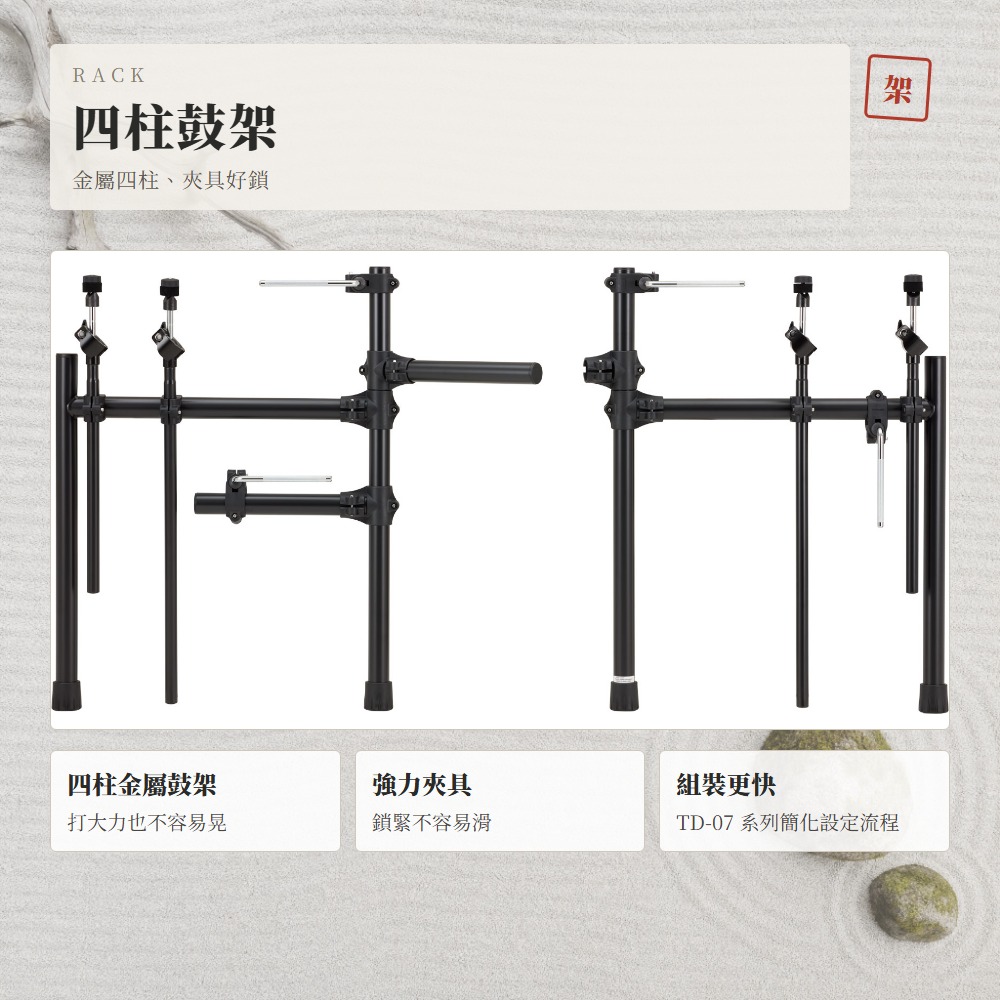 RACK
四柱鼓架
金屬四柱、夾具好鎖
架
四柱金屬鼓架
打大力也不容易晃
強力夾具
鎖緊不容易滑
組裝更快
TD-07 系列簡化設定流程